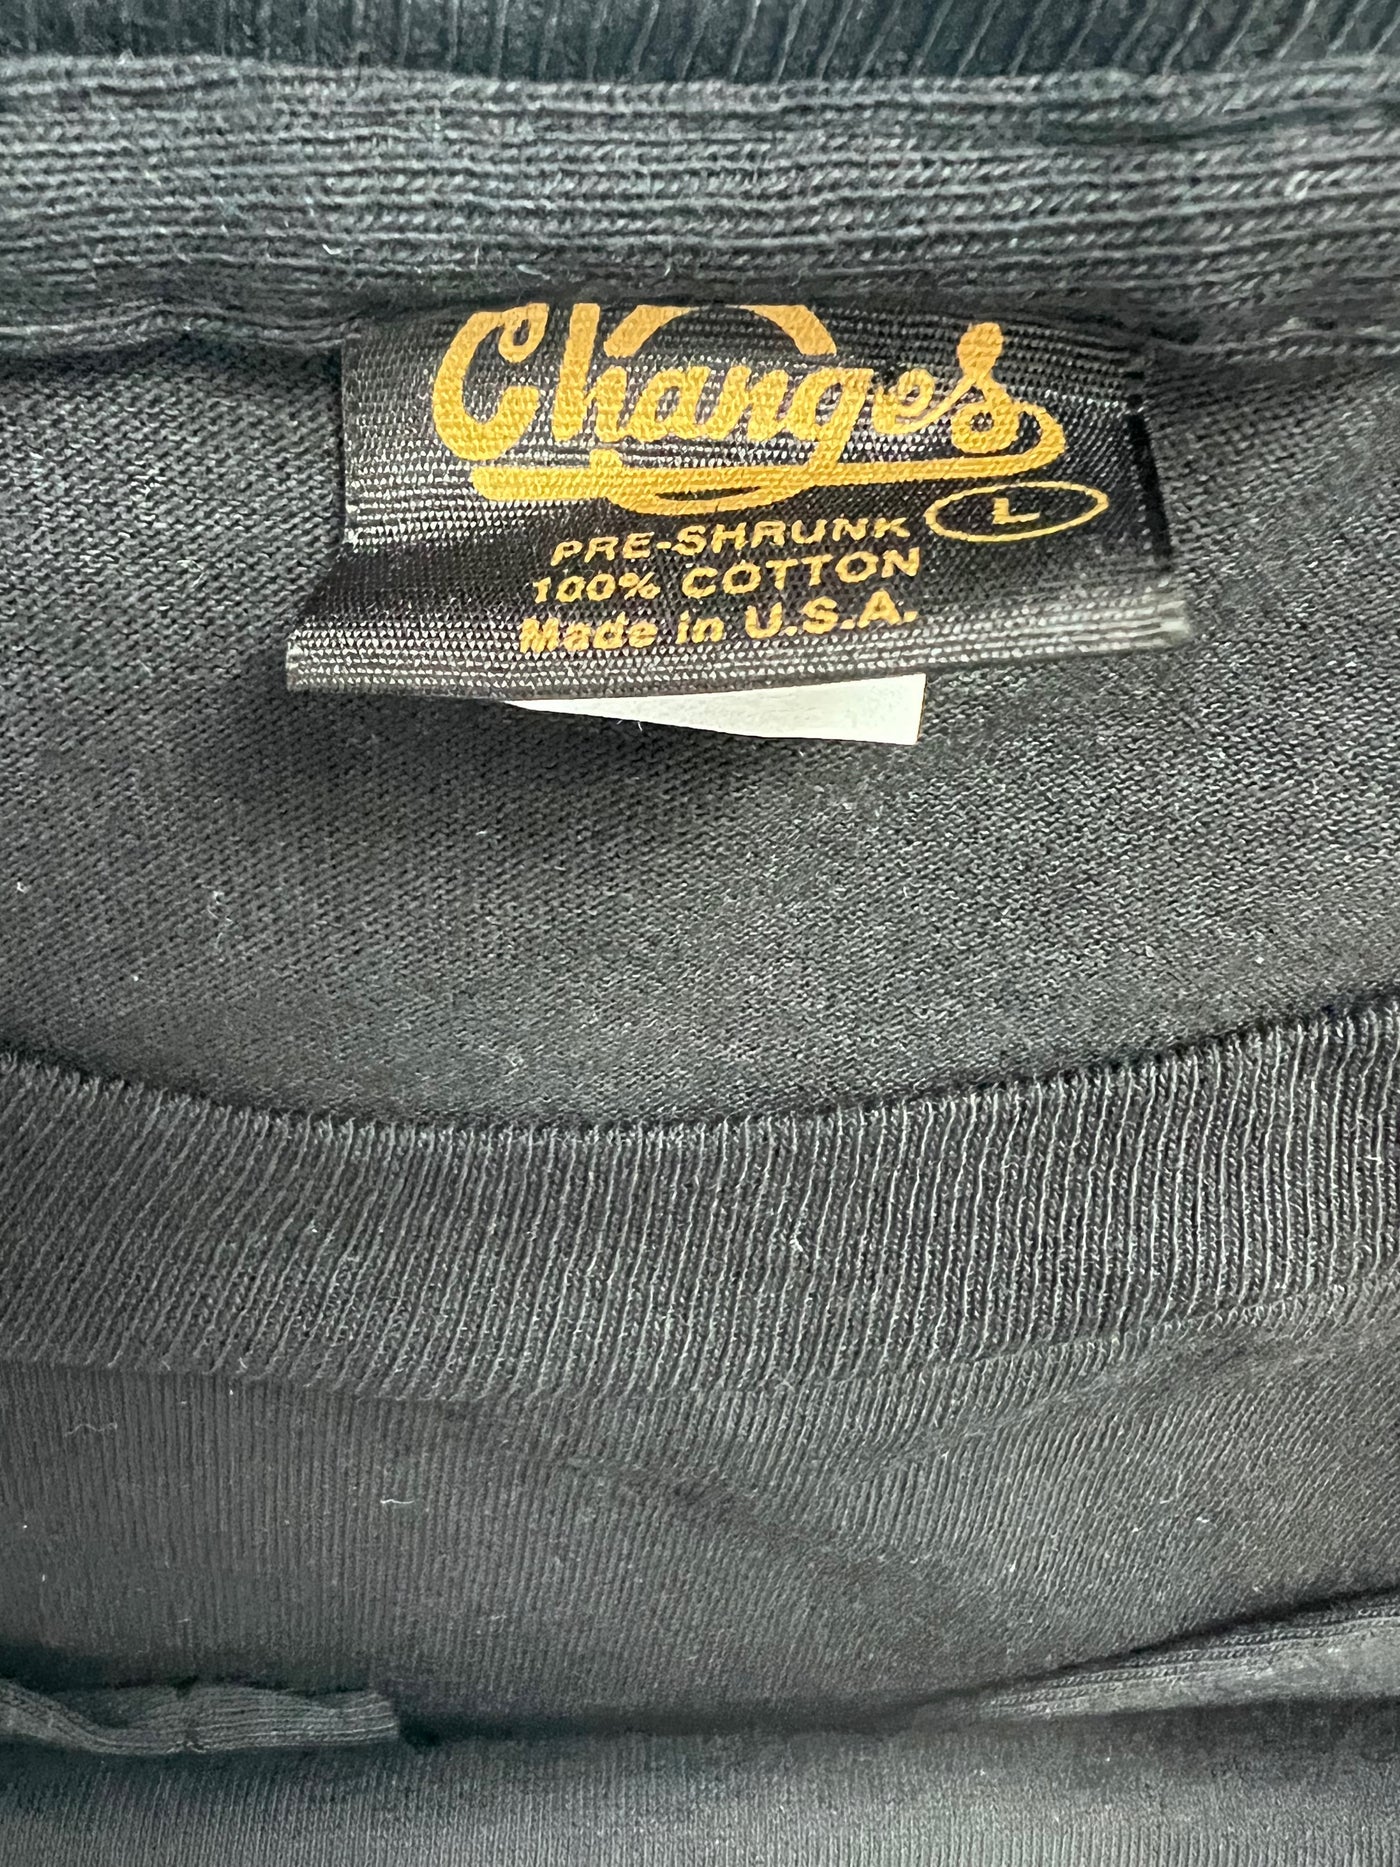 Changes
L
PRE-SHRUNK
100% COTTON
Made in U.S.A.